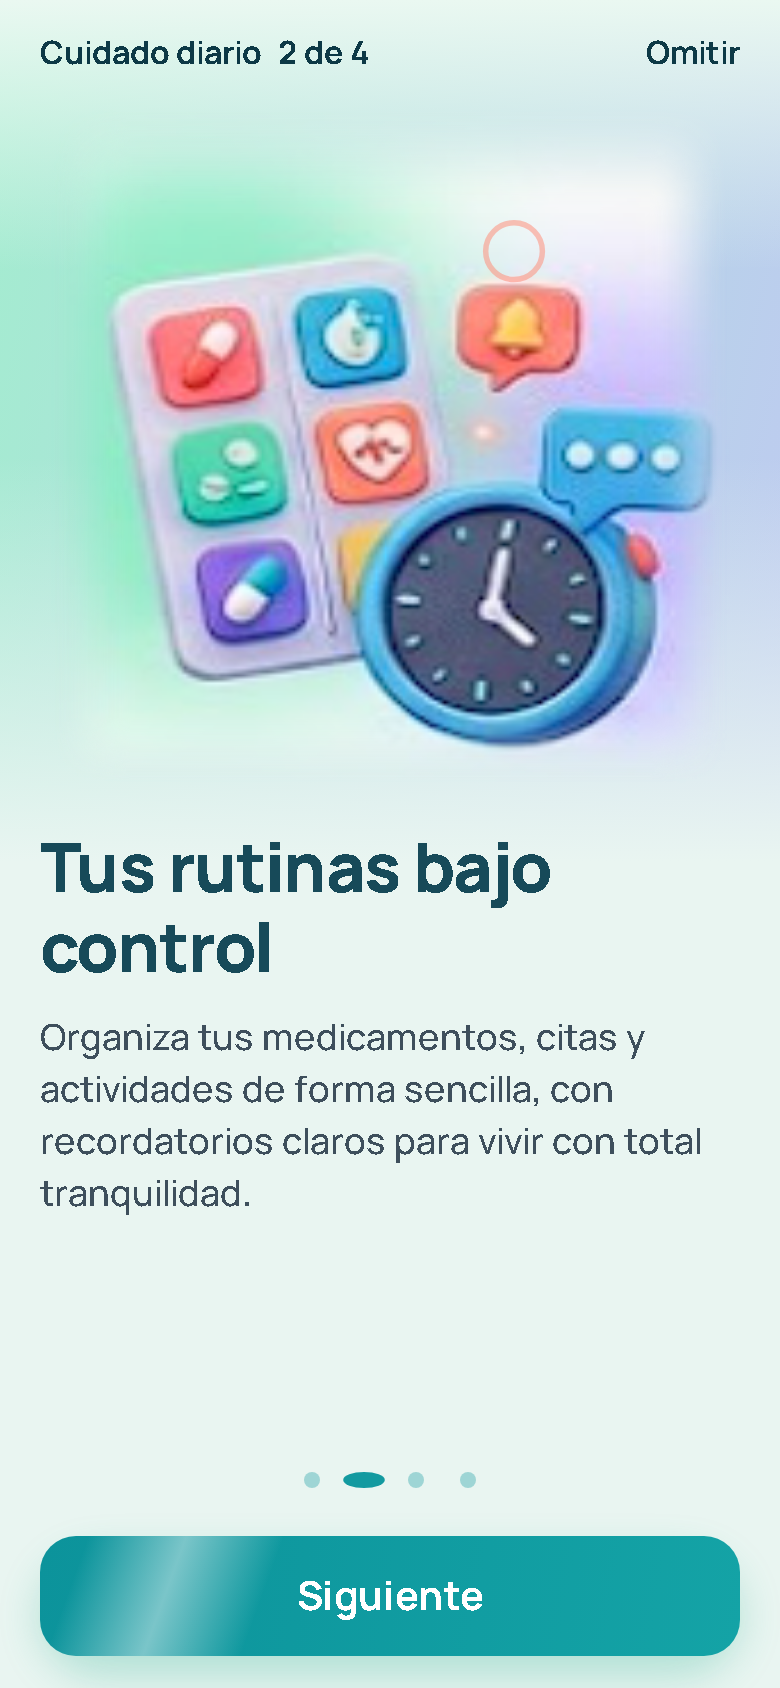 Cuidado diario 2 de 4
Omitir
Tus rutinas bajo
control
Organiza tus medicamentos, citas y
actividades de forma sencilla, con
recordatorios claros para vivir con total
tranquilidad.
Siguiente